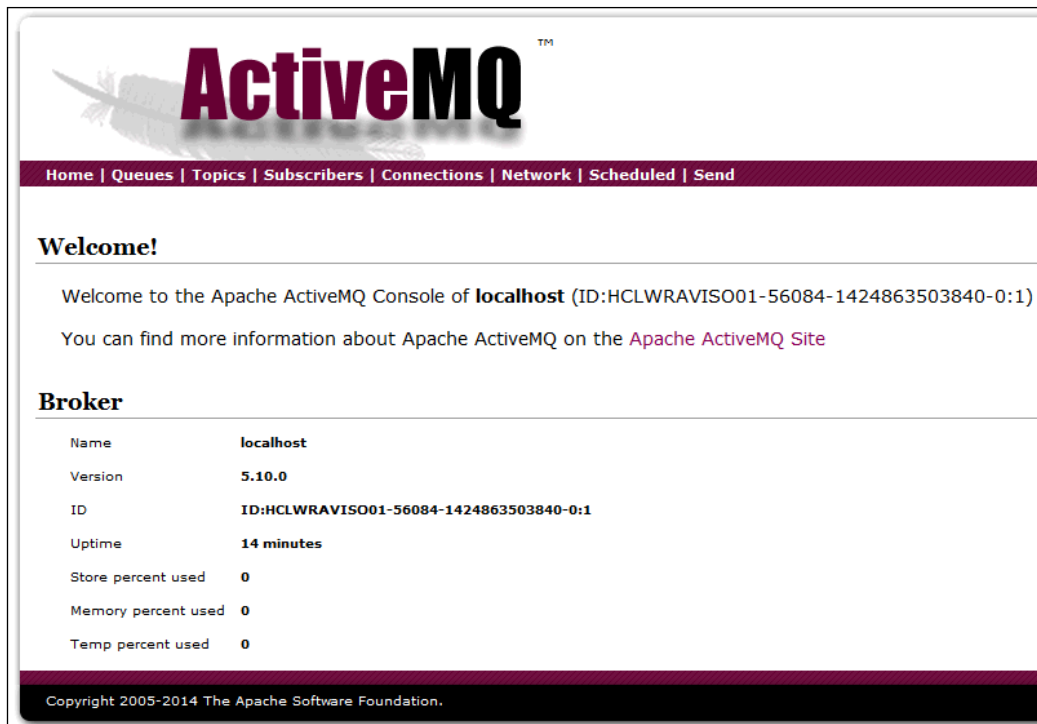 ActiveMQ ™
Home | Queues | Topics | Subscribers | Connections | Network | Scheduled | Send
Welcome!
Welcome to the Apache ActiveMQ Console of localhost (ID:HCLWRAVISO01-56084-1424863503840-0:1)
You can find more information about Apache ActiveMQ on the Apache ActiveMQ Site
Broker
Name localhost
Version 5.10.0
ID ID:HCLWRAVISO01-56084-1424863503840-0:1
Uptime 14 minutes
Store percent used 0
Memory percent used 0
Temp percent used 0
Copyright 2005-2014 The Apache Software Foundation.